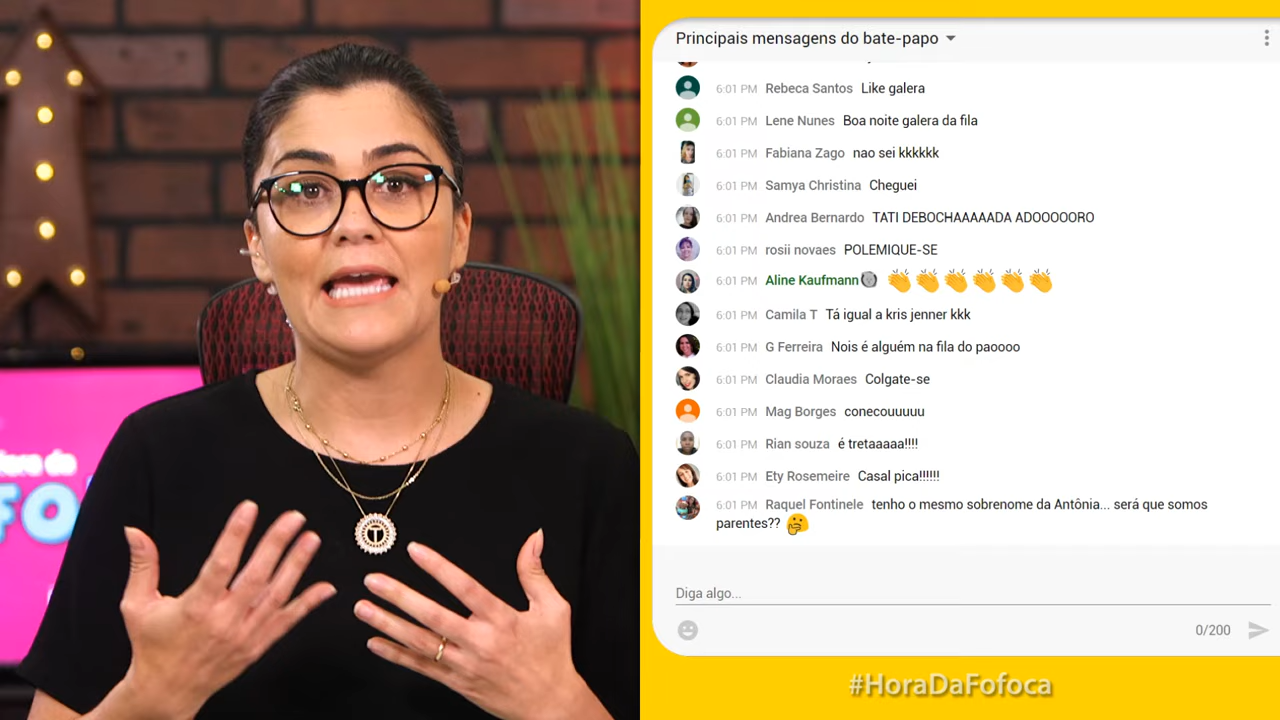 Principais mensagens do bate-papo
6:01 PM Rebeca Santos Like galera
6:01 PM Lene Nunes Boa noite galera da fila
6:01 PM Fabiana Zago nao sei kkkkkk
6:01 PM Samya Christina Cheguei
6:01 PM Andrea Bernardo TATI DEBOCHAAAAADA ADOOOOORO
6:01 PM rosii novaes POLEMIQUE-SE
6:01 PM Aline Kaufmann 👏👏👏👏👏👏
6:01 PM Camila T Tá igual a kris jenner kkk
6:01 PM G Ferreira Nois é alguém na fila do paoooo
6:01 PM Claudia Moraes Colgate-se
6:01 PM Mag Borges conecouuuuu
6:01 PM Rian souza é tretaaaaa!!!!
6:01 PM Ety Rosemeire Casal pica!!!!!!
6:01 PM Raquel Fontinele tenho o mesmo sobrenome da Antônia... será que somos
parentes?? 🤔
Diga algo...
0/200
#HoraDaFofoca
T
ora da
FO